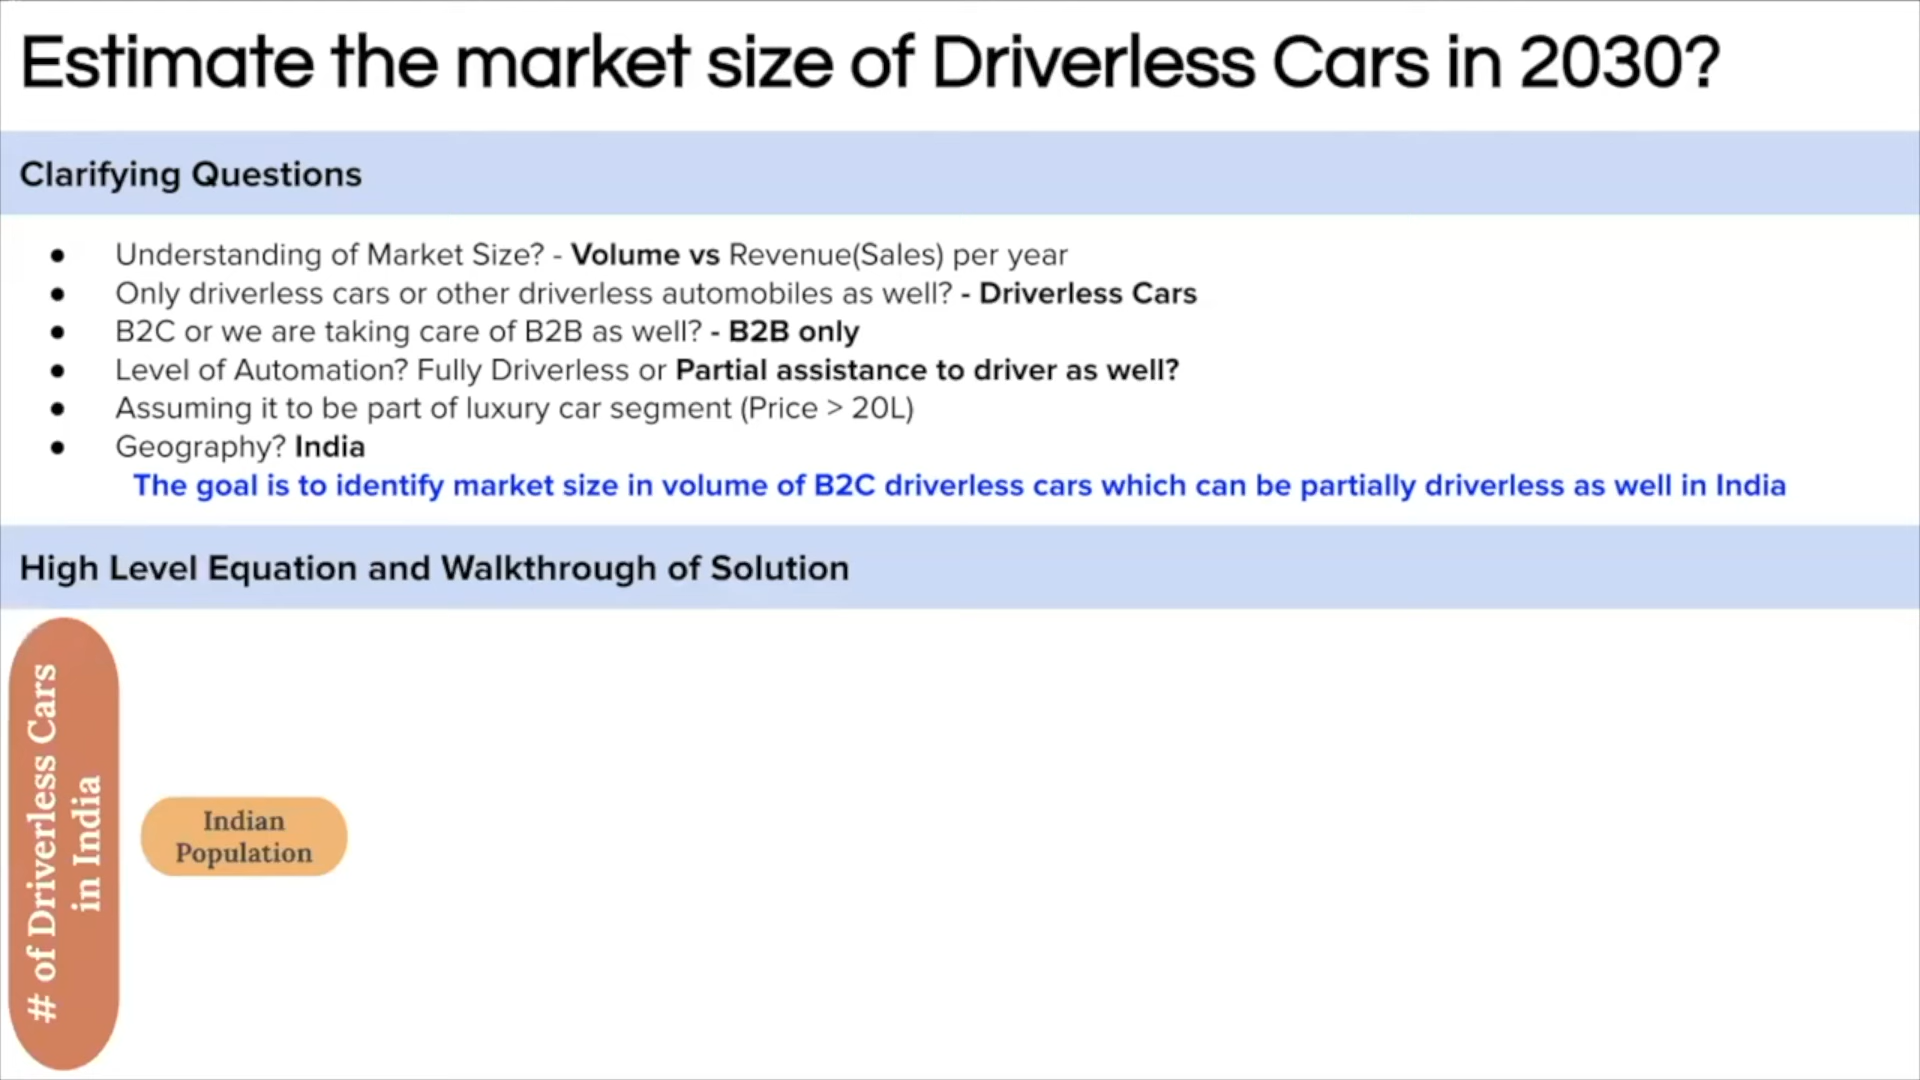 Estimate the market size of Driverless Cars in 2030?
Clarifying Questions
● Understanding of Market Size? - Volume vs Revenue(Sales) per year
● Only driverless cars or other driverless automobiles as well? - Driverless Cars
● B2C or we are taking care of B2B as well? - B2B only
● Level of Automation? Fully Driverless or Partial assistance to driver as well?
● Assuming it to be part of luxury car segment (Price > 20L)
● Geography? India
The goal is to identify market size in volume of B2C driverless cars which can be partially driverless as well in India
High Level Equation and Walkthrough of Solution
# of Driverless Cars
in India
Indian
Population